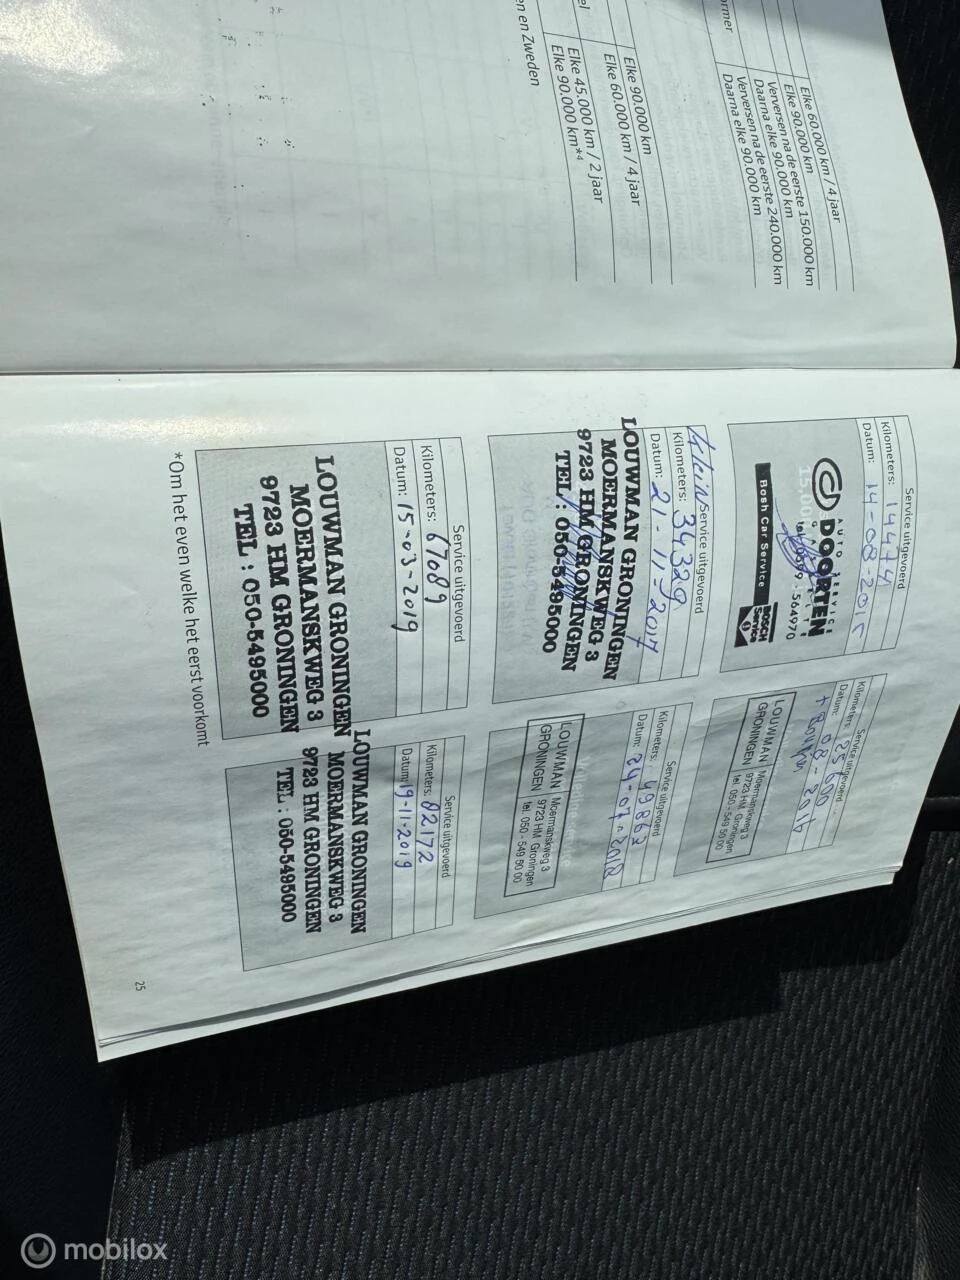 Elke 60.000 km / 4 jaar
Elke 90.000 km
Verversen na de eerste 150.000 km
Daarna elke 90.000 km
Verversen na de eerste 240.000 km
Daarna elke 90.000 km
Elke 90.000 km
Elke 60.000 km / 4 jaar
Elke 45.000 km / 2 jaar
Elke 90.000 km*4
en Zweden
Service uitgevoerd
Kilometers: 14474
Datum: 14-08-2015
AUTO SERVICE
DOORTEN
564970
Bosh Car Service
BOSCH
Service
Service uitgevoerd
Kilometers: 25600
Datum: 08-2016
LOUWMAN
GRONINGEN
Moermanskweg 3
9723 HM Groningen
tel. 050 - 549 50 00
klein
Service uitgevoerd
Kilometers: 34329
Datum: 21-11-2017
LOUWMAN GRONINGEN
MOERMANSKWEG 3
9723 HM GRONINGEN
TEL : 050-5495000
Service uitgevoerd
Kilometers: 49863
Datum: 24-07-2018
LOUWMAN
GRONINGEN
Moermanskweg 3
9723 HM Groningen
tel. 050 - 549 50 00
Service uitgevoerd
Kilometers: 67089
Datum: 15-03-2019
LOUWMAN GRONINGEN
MOERMANSKWEG 3
9723 HM GRONINGEN
TEL : 050-5495000
Service uitgevoerd
Kilometers: 82172
Datum: 19-11-2019
LOUWMAN GRONINGEN
MOERMANSKWEG 3
9723 HM GRONINGEN
TEL : 050-5495000
*Om het even welke het eerst voorkomt
25
mobilox